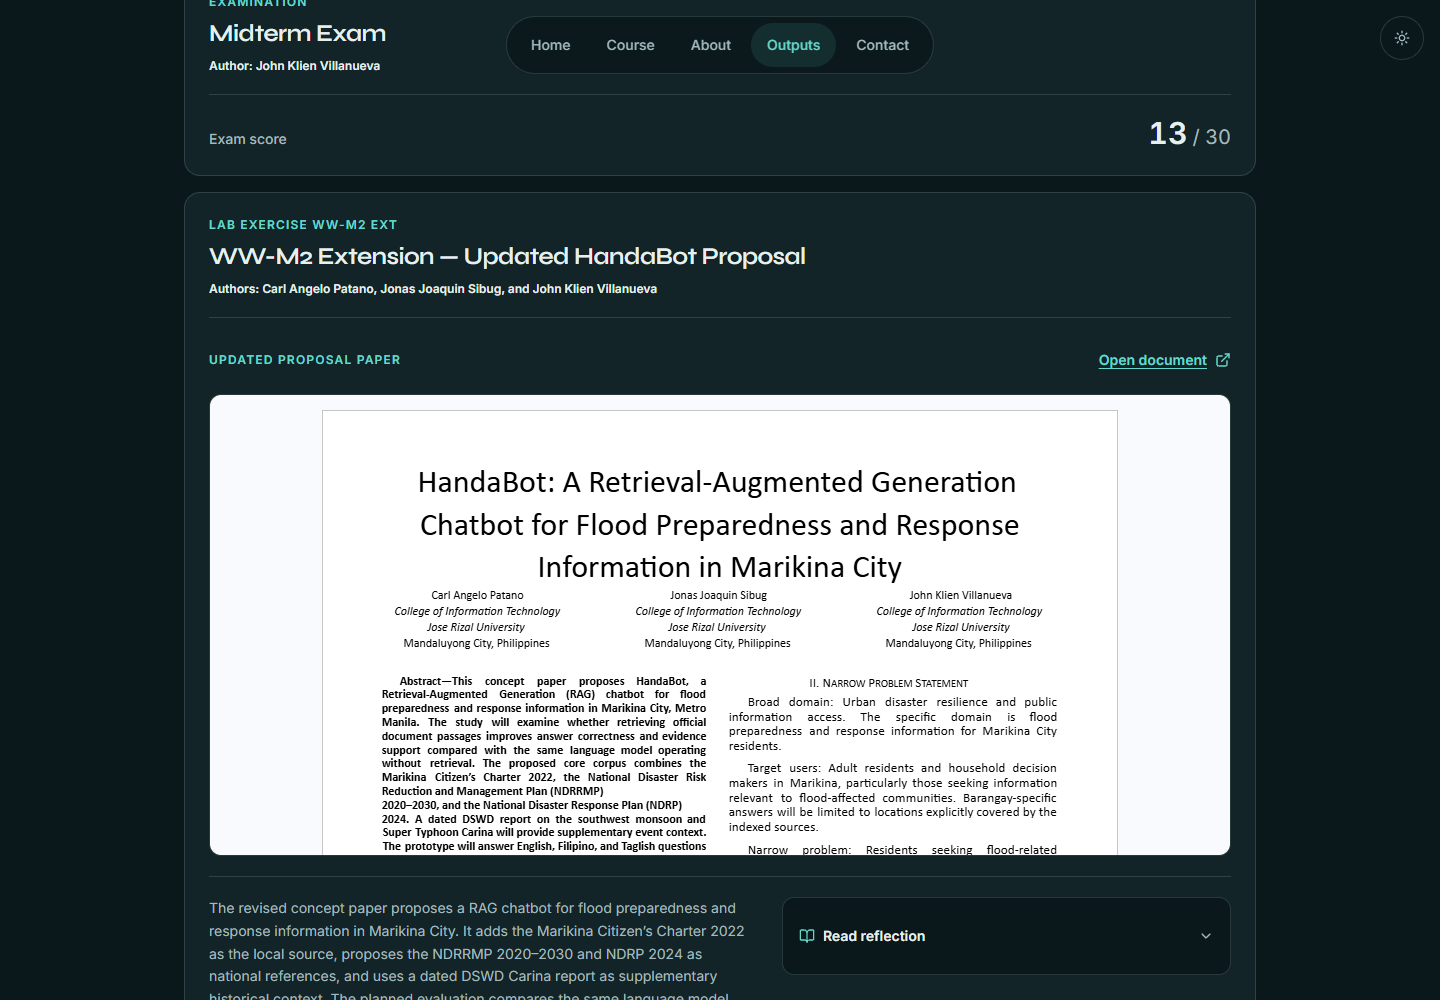 EXAMINATION
Midterm Exam
Author: John Klien Villanueva
Home Course About Outputs Contact
Exam score
13 / 30
LAB EXERCISE WW-M2 EXT
WW-M2 Extension — Updated HandaBot Proposal
Authors: Carl Angelo Patano, Jonas Joaquin Sibug, and John Klien Villanueva
UPDATED PROPOSAL PAPER
Open document
HandaBot: A Retrieval-Augmented Generation
Chatbot for Flood Preparedness and Response
Information in Marikina City
Carl Angelo Patano
College of Information Technology
Jose Rizal University
Mandaluyong City, Philippines
Jonas Joaquin Sibug
College of Information Technology
Jose Rizal University
Mandaluyong City, Philippines
John Klien Villanueva
College of Information Technology
Jose Rizal University
Mandaluyong City, Philippines
Abstract—This concept paper proposes HandaBot, a
Retrieval-Augmented Generation (RAG) chatbot for flood
preparedness and response information in Marikina City, Metro
Manila. The study will examine whether retrieving official
document passages improves answer correctness and evidence
support compared with the same language model operating
without retrieval. The proposed core corpus combines the
Marikina Citizen's Charter 2022, the National Disaster Risk
Reduction and Management Plan (NDRRMP)
2020–2030, and the National Disaster Response Plan (NDRP)
2024. A dated DSWD report on the southwest monsoon and
Super Typhoon Carina will provide supplementary event context.
The prototype will answer English, Filipino, and Taglish questions
II. NARROW PROBLEM STATEMENT
Broad domain: Urban disaster resilience and public
information access. The specific domain is flood
preparedness and response information for Marikina City
residents.
Target users: Adult residents and household decision
makers in Marikina, particularly those seeking information
relevant to flood-affected communities. Barangay-specific
answers will be limited to locations explicitly covered by the
indexed sources.
Narrow problem: Residents seeking flood-related
The revised concept paper proposes a RAG chatbot for flood preparedness and
response information in Marikina City. It adds the Marikina Citizen's Charter 2022
as the local source, proposes the NDRRMP 2020–2030 and NDRP 2024 as
national references, and uses a dated DSWD Carina report as supplementary
historical context. The planned evaluation compares the same language model
Read reflection